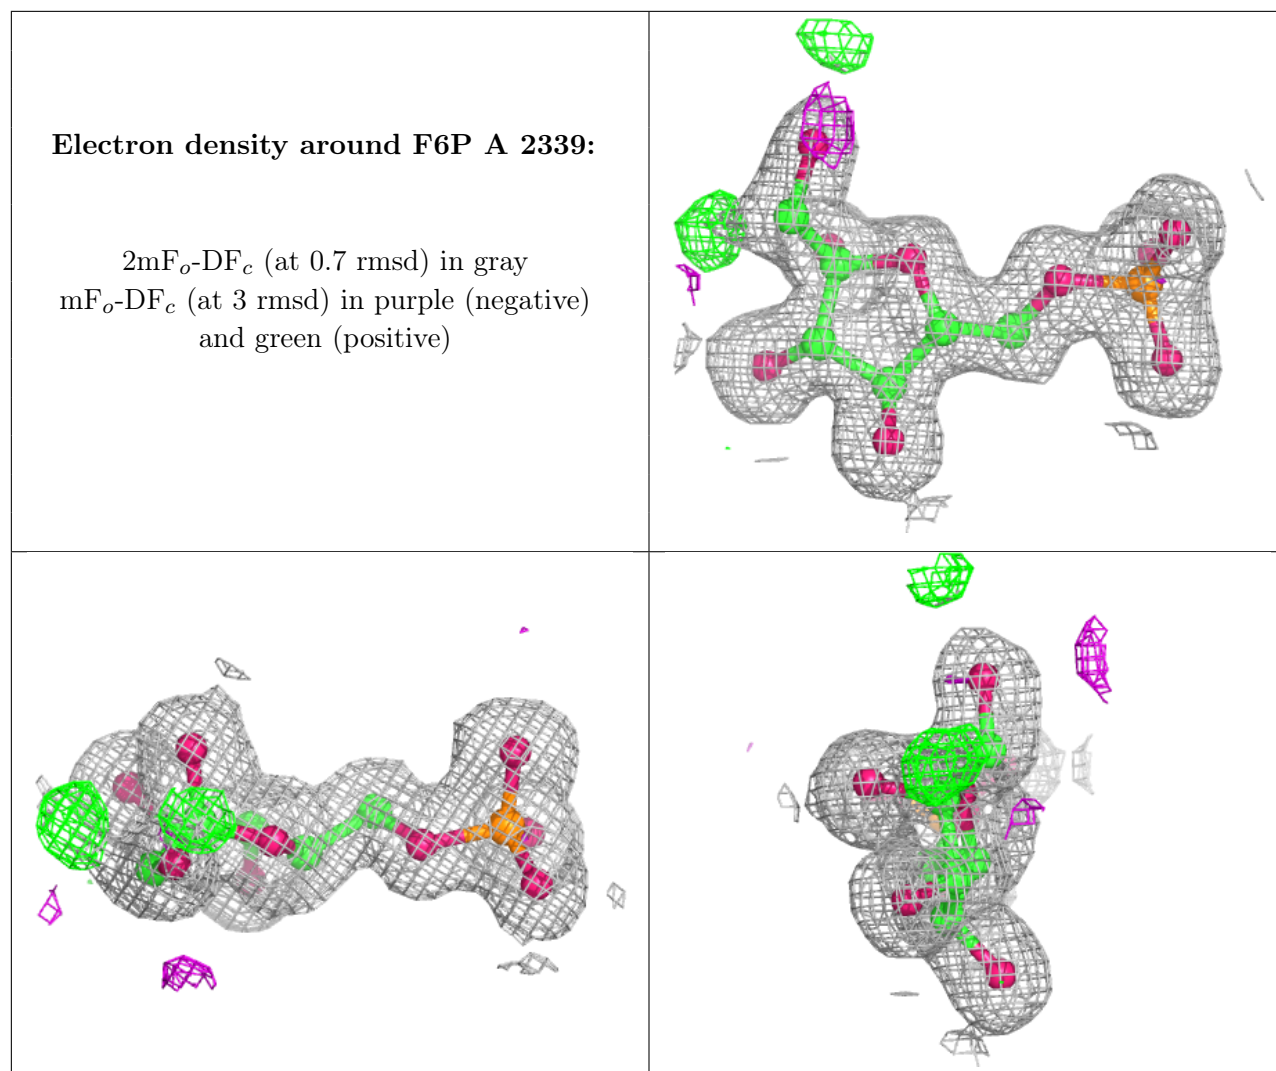 Electron density around F6P A 2339:
2mFo-DFc (at 0.7 rmsd) in gray
mFo-DFc (at 3 rmsd) in purple (negative)
and green (positive)